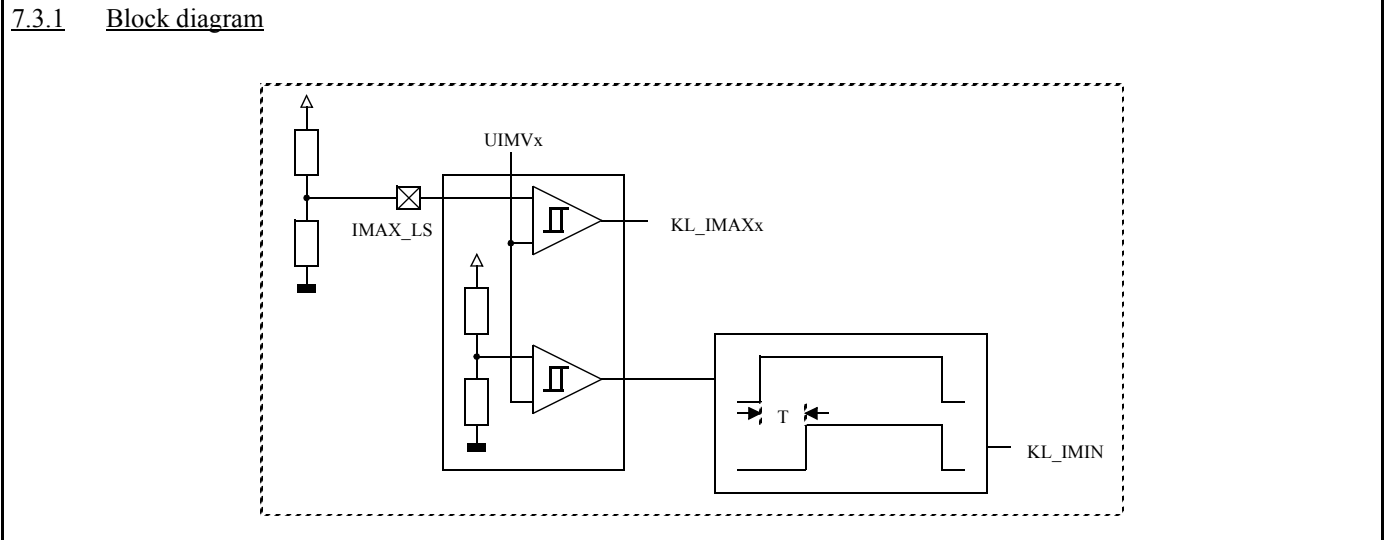 7.3.1 Block diagram
UIMVx
IMAX_LS
KL_IMAXx
T
KL_IMIN